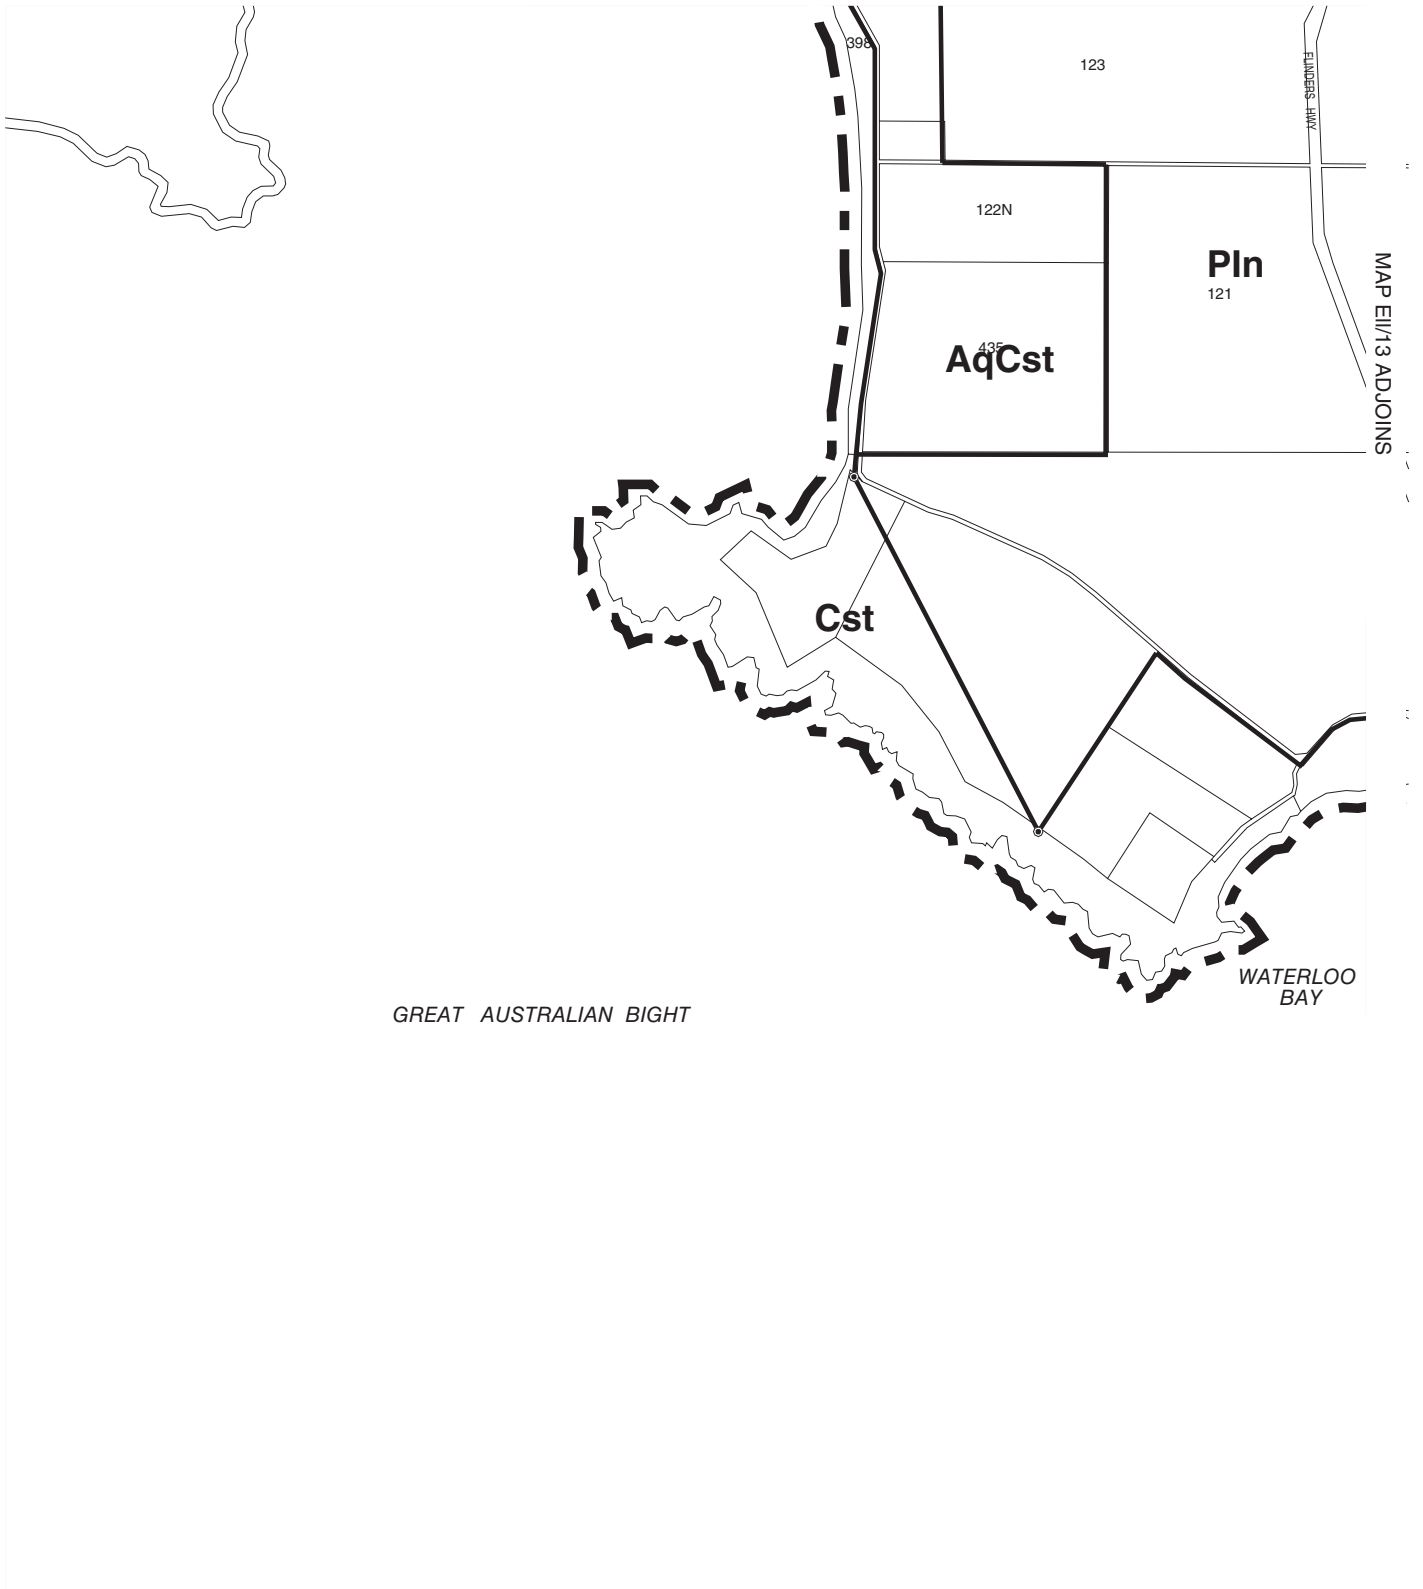 398
123
FLINDERS HWY
122N
Pln
121
MAP EII/13 ADJOINS
435
AqCst
Cst
WATERLOO
BAY
GREAT AUSTRALIAN BIGHT